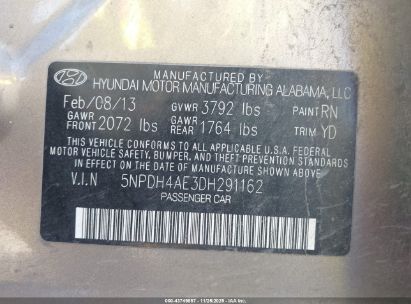 MANUFACTURED BY
HYUNDAI MOTOR MANUFACTURING ALABAMA, LLC
Feb/08/13 GVWR 3792 lbs PAINT RN
GAWR FRONT 2072 lbs GAWR REAR 1764 lbs TRIM YD
THIS VEHICLE CONFORMS TO ALL APPLICABLE U.S. FEDERAL
MOTOR VEHICLE SAFETY, BUMPER, AND THEFT PREVENTION STANDARDS
IN EFFECT ON THE DATE OF MANUFACTURE SHOWN ABOVE.
V.I.N 5NPDH4AE3DH291162
PASSENGER CAR